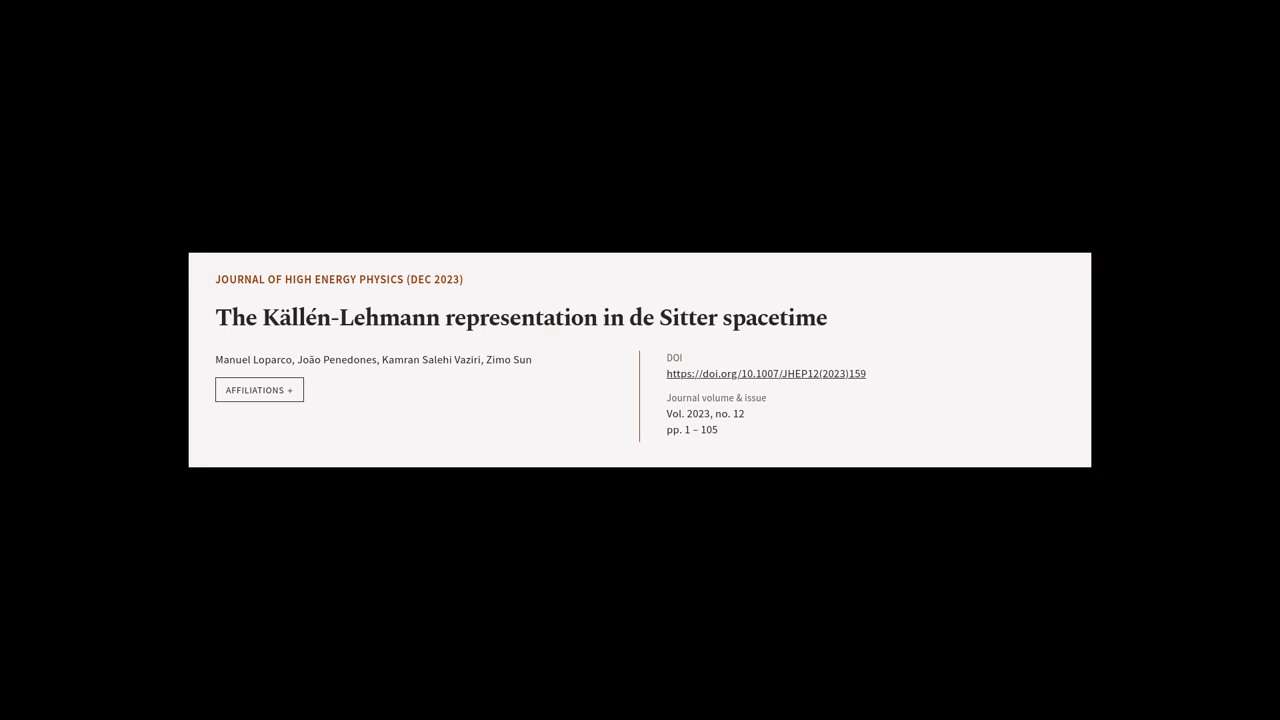 JOURNAL OF HIGH ENERGY PHYSICS (DEC 2023)
The Källén-Lehmann representation in de Sitter spacetime
Manuel Loparco, João Penedones, Kamran Salehi Vaziri, Zimo Sun
AFFILIATIONS +
DOI
https://doi.org/10.1007/JHEP12(2023)159
Journal volume & issue
Vol. 2023, no. 12
pp. 1 – 105